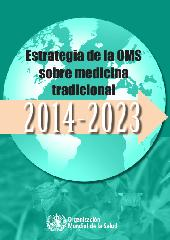 Estrategia de la OMS
sobre medicina
tradicional
2014-2023
Organización
Mundial de la Salud